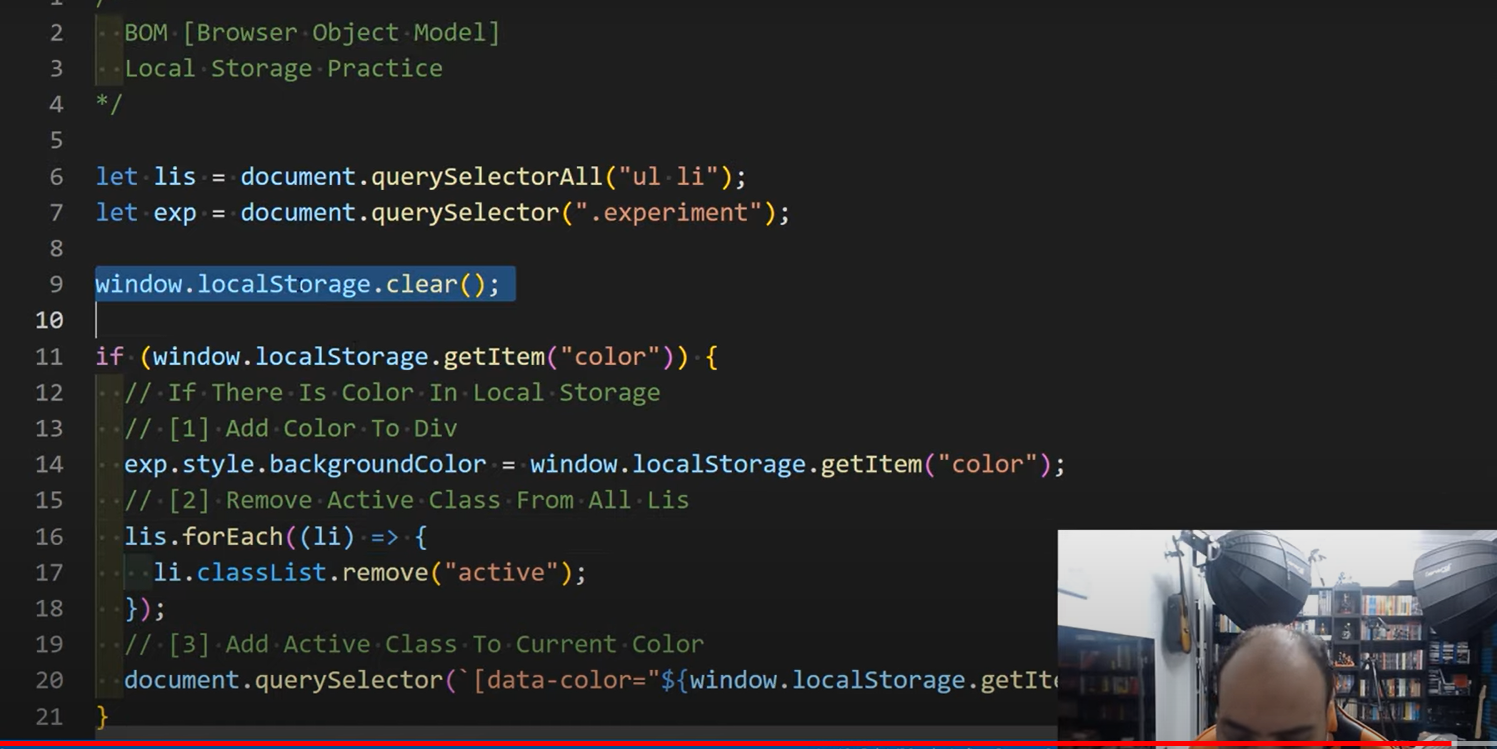 1 /
2 BOM [Browser Object Model]
3 Local Storage Practice
4 */
5
6 let lis = document.querySelectorAll("ul li");
7 let exp = document.querySelector(".experiment");
8
9 window.localStorage.clear();
10
11 if (window.localStorage.getItem("color")) {
12 // If There Is Color In Local Storage
13 // [1] Add Color To Div
14 exp.style.backgroundColor = window.localStorage.getItem("color");
15 // [2] Remove Active Class From All Lis
16 lis.forEach((li) => {
17 li.classList.remove("active");
18 });
19 // [3] Add Active Class To Current Color
20 document.querySelector(`[data-color="${window.localStorage.getIte
21 }